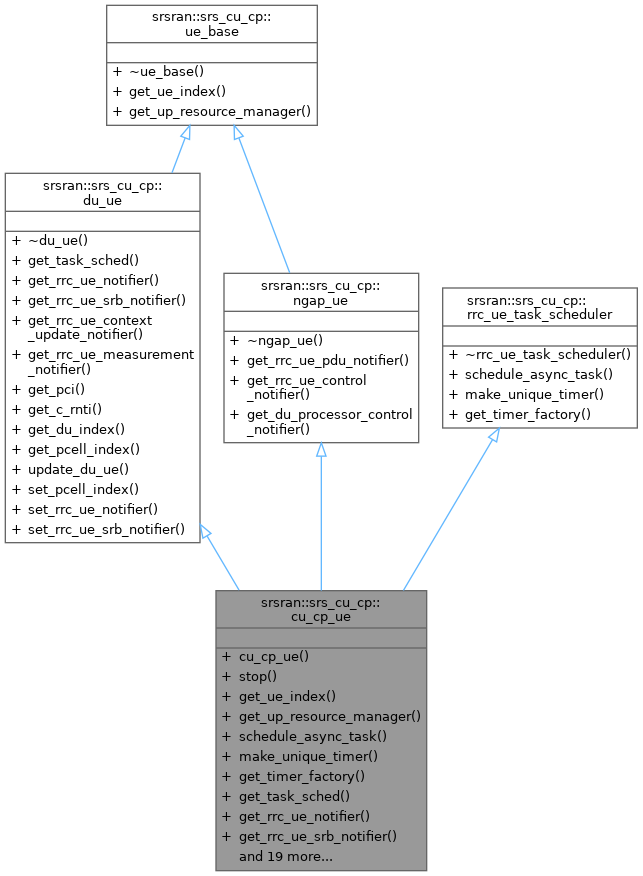 srsran::srs_cu_cp::
ue_base
+ ~ue_base()
+ get_ue_index()
+ get_up_resource_manager()
srsran::srs_cu_cp::
du_ue
+ ~du_ue()
+ get_task_sched()
+ get_rrc_ue_notifier()
+ get_rrc_ue_srb_notifier()
+ get_rrc_ue_context
_update_notifier()
+ get_rrc_ue_measurement
_notifier()
+ get_pci()
+ get_c_rnti()
+ get_du_index()
+ get_pcell_index()
+ update_du_ue()
+ set_pcell_index()
+ set_rrc_ue_notifier()
+ set_rrc_ue_srb_notifier()
srsran::srs_cu_cp::
ngap_ue
+ ~ngap_ue()
+ get_rrc_ue_pdu_notifier()
+ get_rrc_ue_control
_notifier()
+ get_du_processor_control
_notifier()
srsran::srs_cu_cp::
rrc_ue_task_scheduler
+ ~rrc_ue_task_scheduler()
+ schedule_async_task()
+ make_unique_timer()
+ get_timer_factory()
srsran::srs_cu_cp::
cu_cp_ue
+ cu_cp_ue()
+ stop()
+ get_ue_index()
+ get_up_resource_manager()
+ schedule_async_task()
+ make_unique_timer()
+ get_timer_factory()
+ get_task_sched()
+ get_rrc_ue_notifier()
+ get_rrc_ue_srb_notifier()
and 19 more...